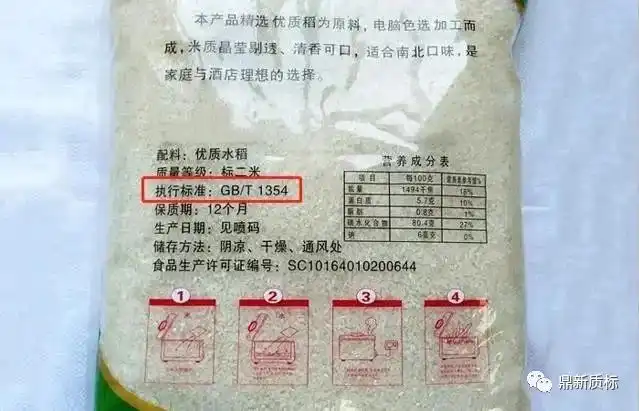 本产品精选优质稻为原料，电脑色选加工而
成，米质晶莹剔透、清香可口，适合南北口味，是
家庭与酒店理想的选择。
配料：优质水稻
质量等级：标二米
执行标准：GB/T 1354
保质期：12个月
生产日期：见喷码
储存方法：阴凉、干燥、通风处
食品生产许可证编号：SC10164010200644
营养成分表
项目 每100克 营养素参考值%
能量 1494千焦 18%
蛋白质 5.7克 10%
脂肪 0.8克 1%
碳水化合物 80.4克 27%
钠 6毫克 0%
1 2 3 4
米 水
鼎新质标